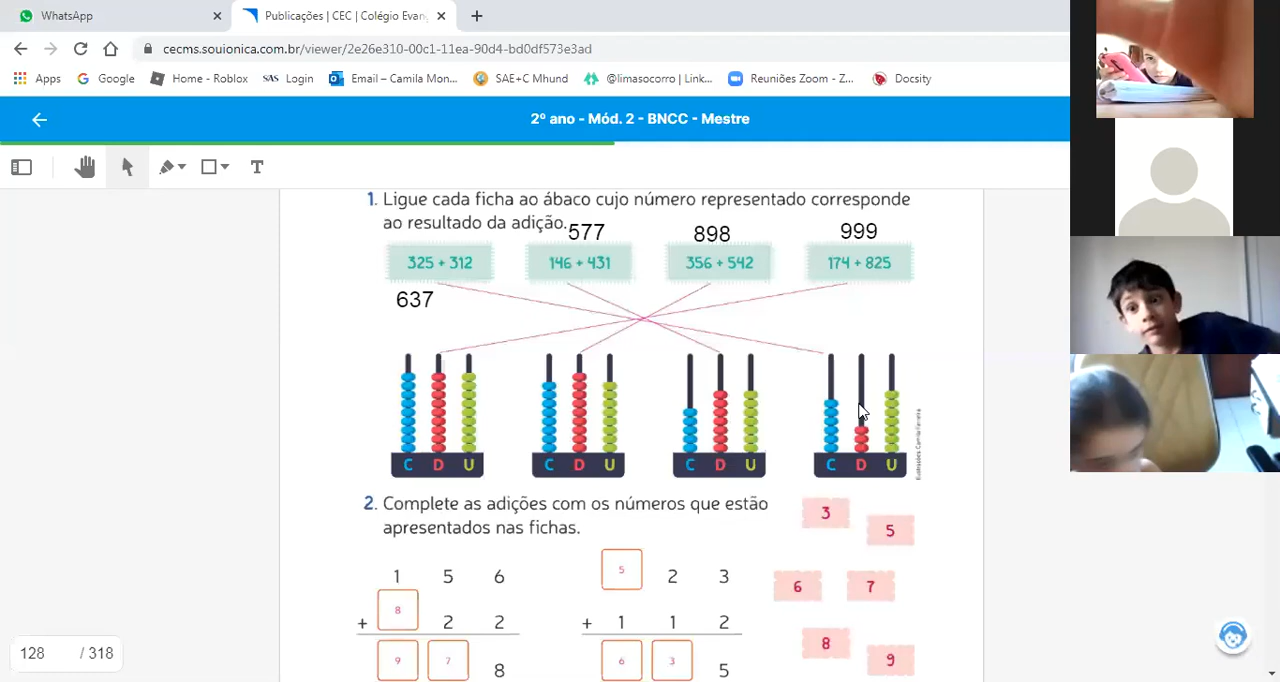 WhatsApp
Publicações | CEC | Colégio Evan
cecms.souionica.com.br/viewer/2e26e310-00c1-11ea-90d4-bd0df573e3ad
Apps Google Home - Roblox SAS Login Email – Camila Mon... SAE+C Mhund @limasocorro | Link... Reuniões Zoom - Z... Docsity
2º ano - Mód. 2 - BNCC - Mestre
T
1. Ligue cada ficha ao ábaco cujo número representado corresponde
ao resultado da adição.
577 898 999
325 + 312 146 + 431 356 + 542 174 + 825
637
C D U C D U C D U C D U
2. Complete as adições com os números que estão
apresentados nas fichas.
3
5
6 7
8
9
1 5 6
+ 8 2 2
9 7 8
5 2 3
+ 1 1 2
6 3 5
128 / 318